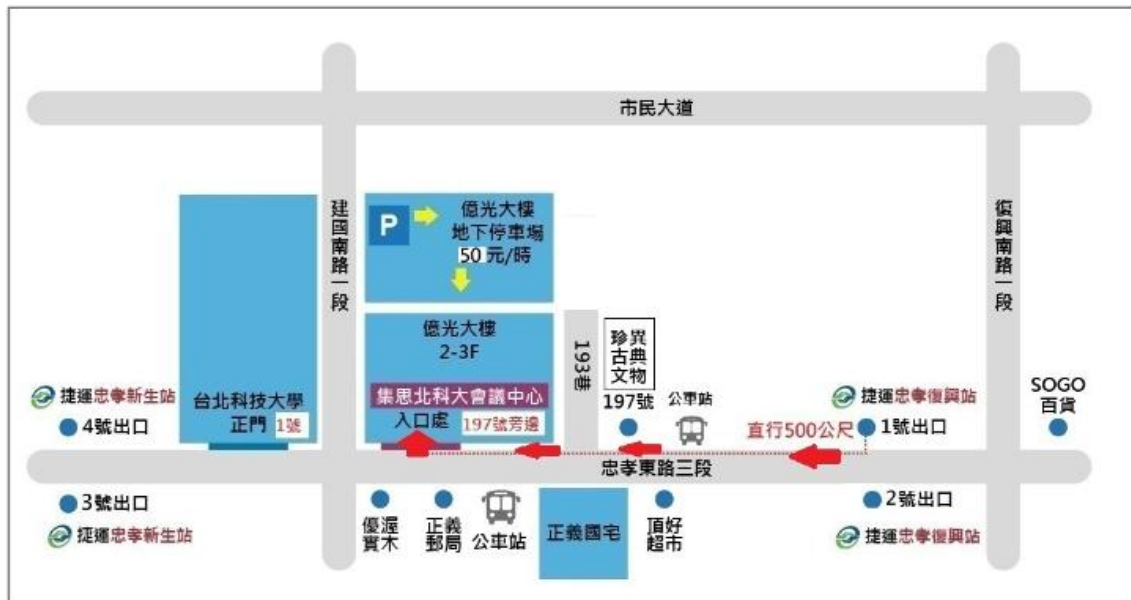 市民大道
建國南路一段
復興南路一段
P
億光大樓
地下停車場
50 元/時
億光大樓
2-3F
集思北科大會議中心
入口處 197號旁邊
193巷
珍異
古典
文物
197號
公車站
捷運忠孝新生站
4號出口
台北科技大學
正門 1號
直行500公尺
捷運忠孝復興站
1號出口
SOGO
百貨
忠孝東路三段
3號出口
捷運忠孝新生站
優渥
實木
正義
郵局
公車站
正義國宅
頂好
超市
2號出口
捷運忠孝復興站